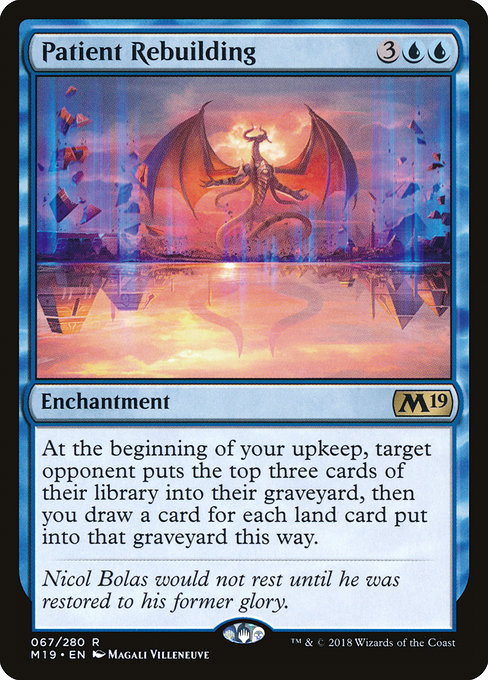 Patient Rebuilding 3
Enchantment M19
At the beginning of your upkeep, target
opponent puts the top three cards of
their library into their graveyard, then
you draw a card for each land card put
into that graveyard this way.
Nicol Bolas would not rest until he was
restored to his former glory.
067/280 R
M19 • EN Magali Villeneuve
™ & © 2018 Wizards of the Coast